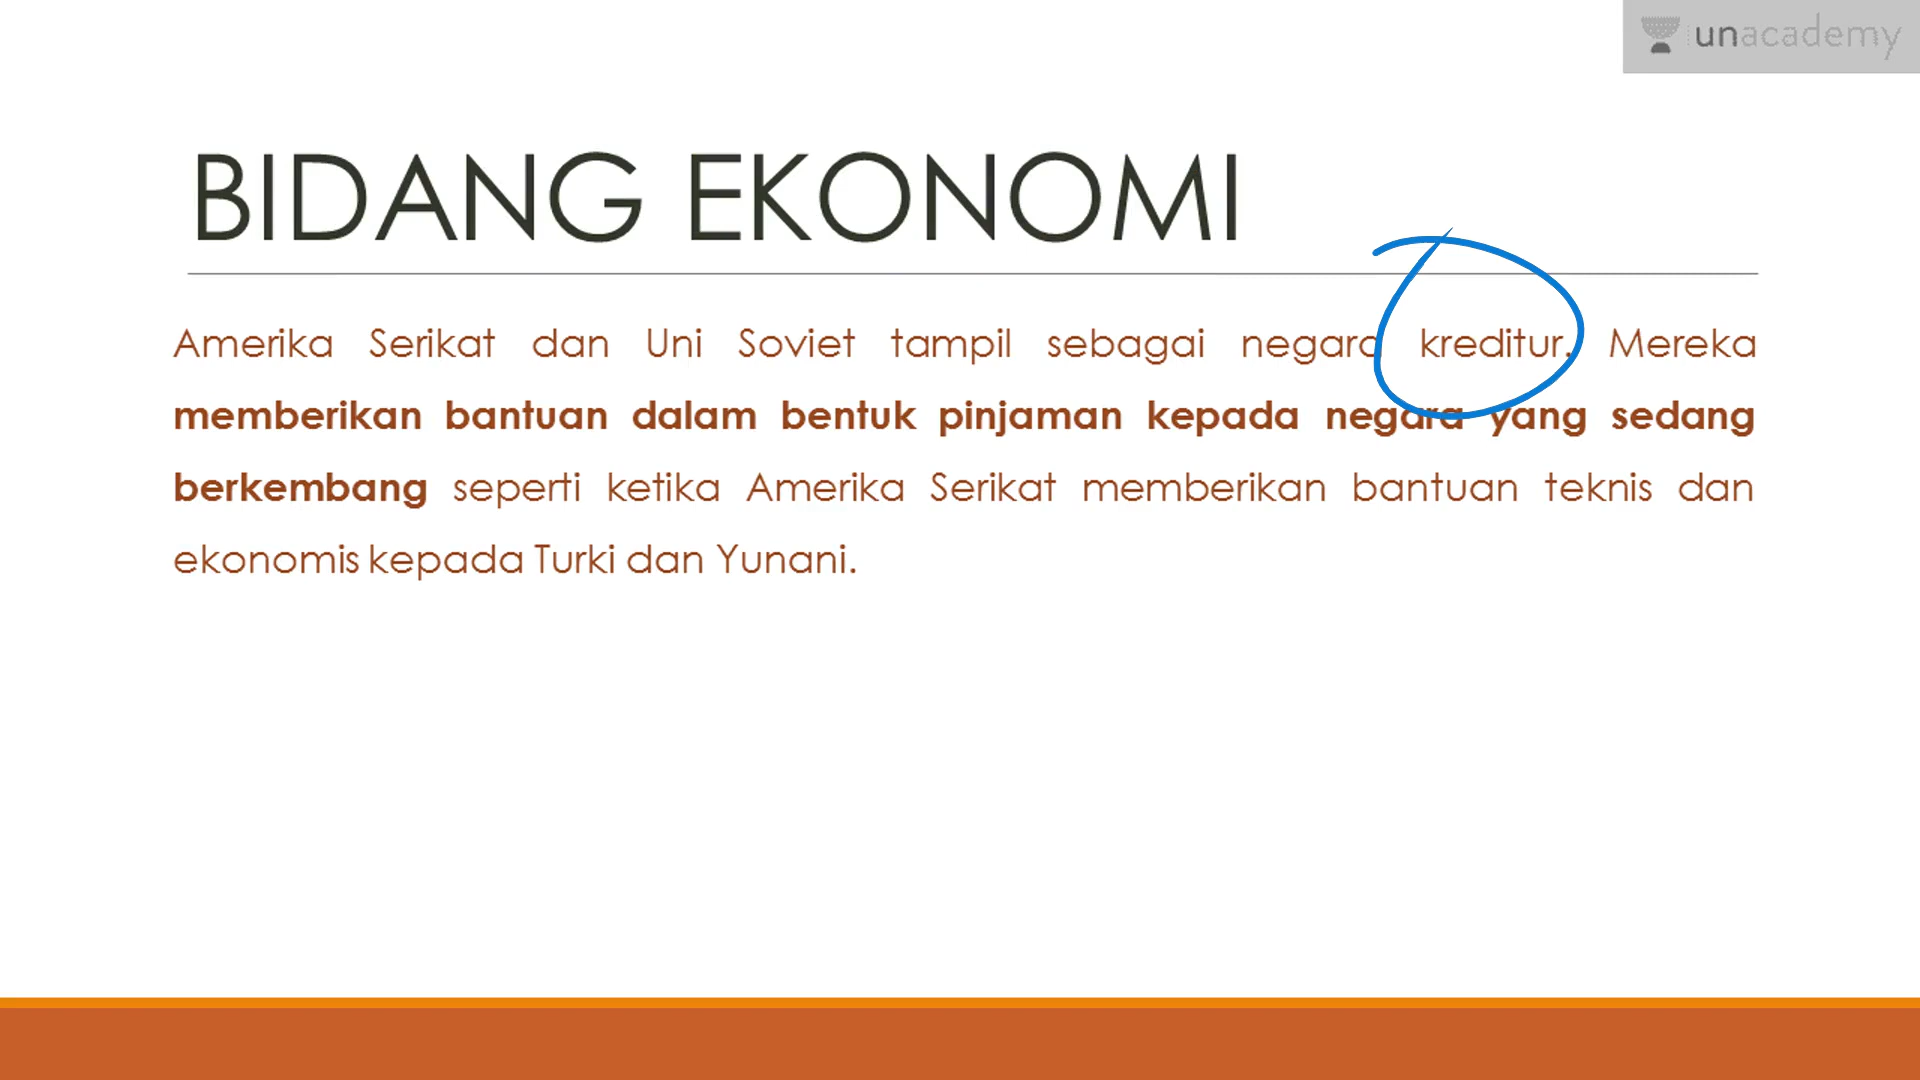 unacademy
BIDANG EKONOMI
Amerika Serikat dan Uni Soviet tampil sebagai negara kreditur. Mereka
memberikan bantuan dalam bentuk pinjaman kepada negara yang sedang
berkembang seperti ketika Amerika Serikat memberikan bantuan teknis dan
ekonomis kepada Turki dan Yunani.